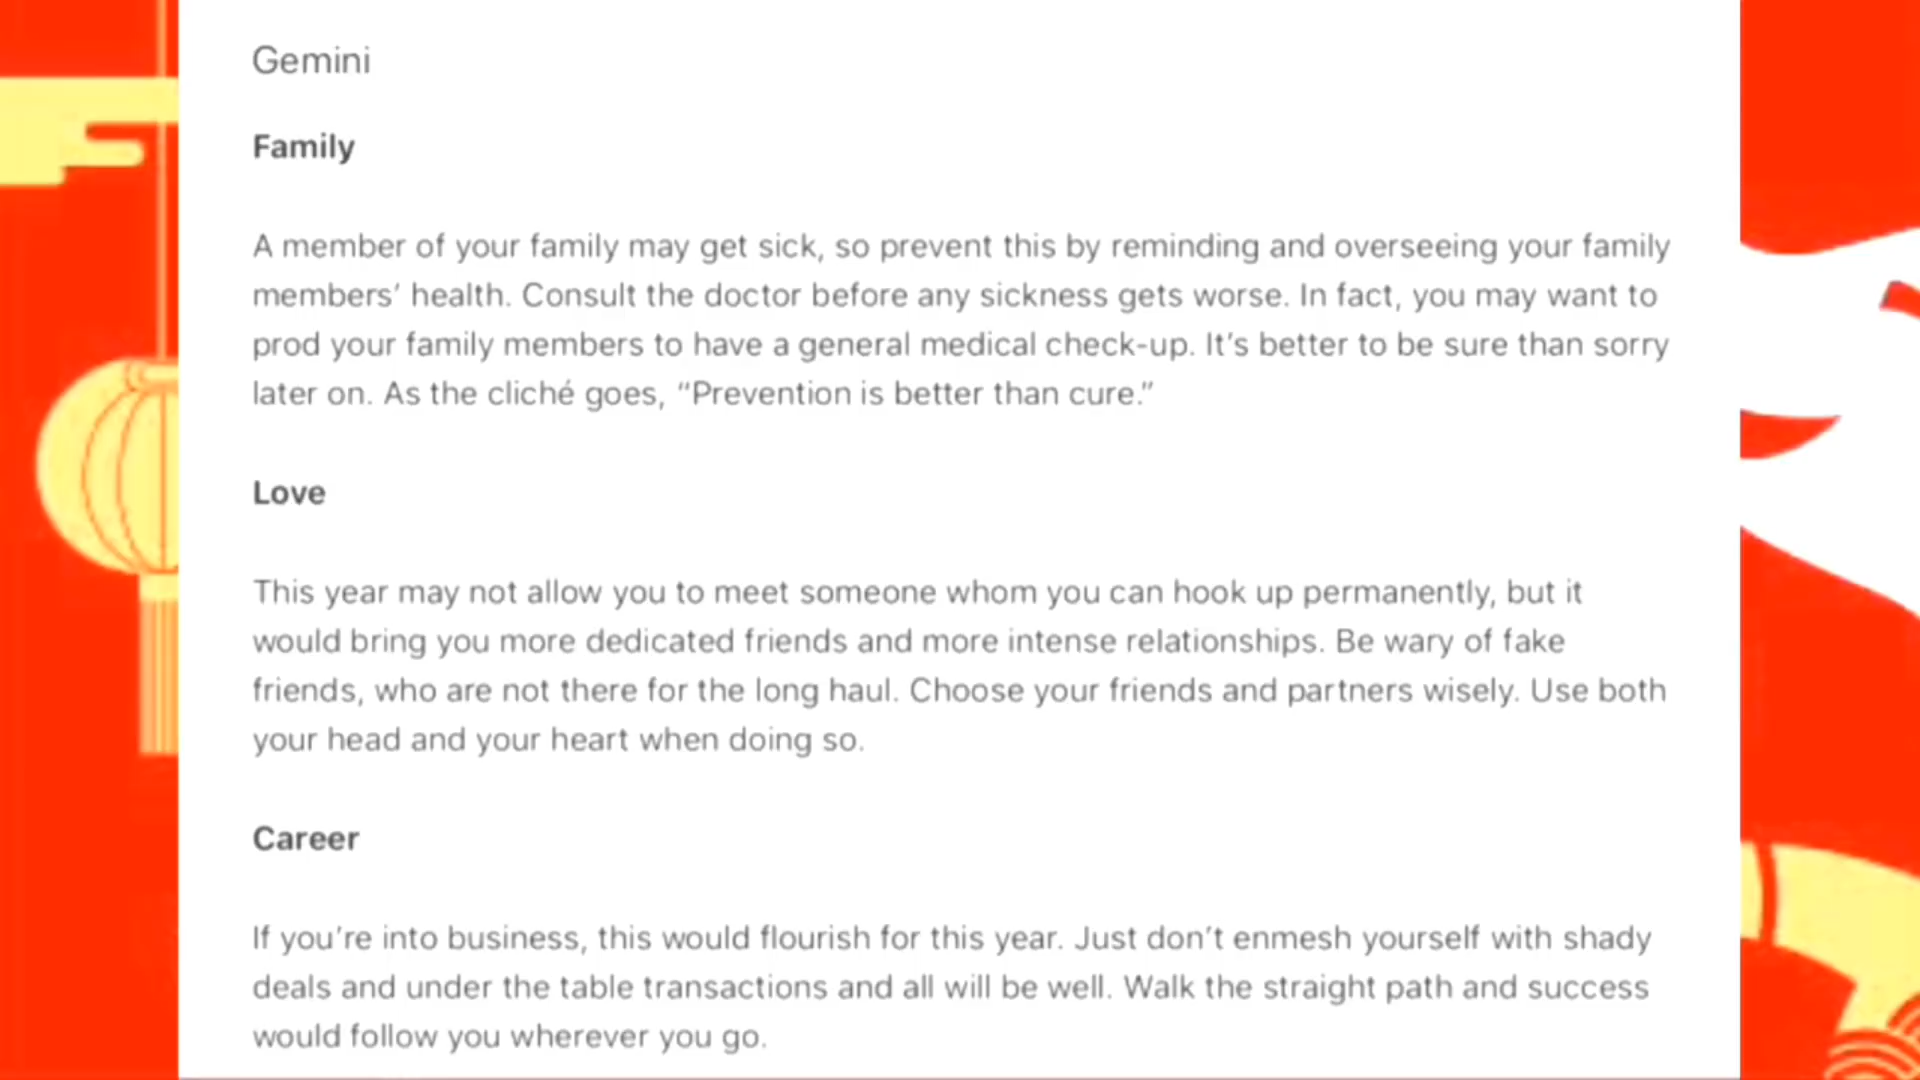 Gemini
Family
A member of your family may get sick, so prevent this by reminding and overseeing your family
members’ health. Consult the doctor before any sickness gets worse. In fact, you may want to
prod your family members to have a general medical check-up. It’s better to be sure than sorry
later on. As the cliché goes, “Prevention is better than cure.”
Love
This year may not allow you to meet someone whom you can hook up permanently, but it
would bring you more dedicated friends and more intense relationships. Be wary of fake
friends, who are not there for the long haul. Choose your friends and partners wisely. Use both
your head and your heart when doing so.
Career
If you’re into business, this would flourish for this year. Just don’t enmesh yourself with shady
deals and under the table transactions and all will be well. Walk the straight path and success
would follow you wherever you go.